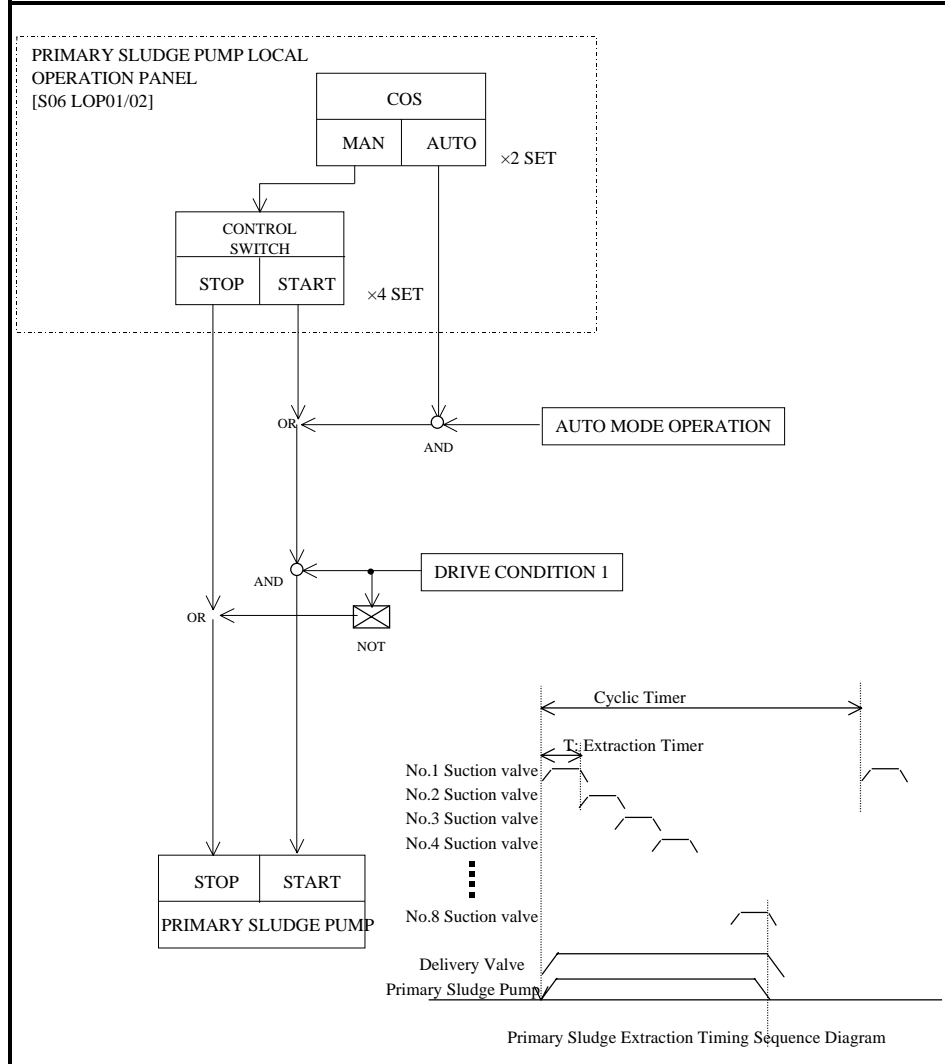 PRIMARY SLUDGE PUMP LOCAL
OPERATION PANEL
[S06 LOP01/02]
COS
MAN
AUTO
×2 SET
CONTROL
SWITCH
STOP
START
×4 SET
OR
AND
AUTO MODE OPERATION
AND
DRIVE CONDITION 1
OR
NOT
STOP
START
PRIMARY SLUDGE PUMP
Cyclic Timer
T: Extraction Timer
No.1 Suction valve
No.2 Suction valve
No.3 Suction valve
No.4 Suction valve
No.8 Suction valve
Delivery Valve
Primary Sludge Pump
Primary Sludge Extraction Timing Sequence Diagram